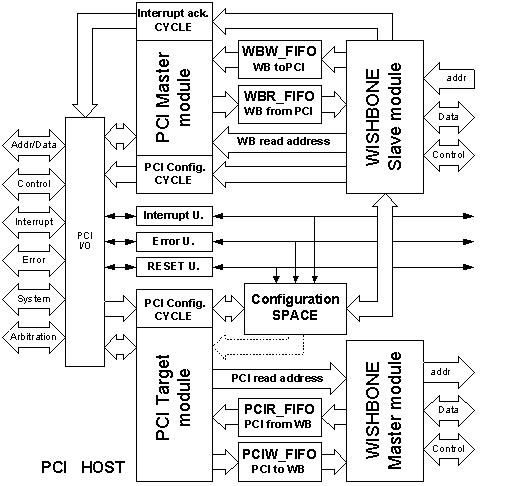 Interrupt ack.
CYCLE
PCI Master
module
WBW_FIFO
WB toPCI
WBR_FIFO
WB from PCI
WB read address
PCI Config.
CYCLE
WISHBONE
Slave module
addr
Data
Control
Addr/Data
Control
Interrupt
Error
System
Arbitration
PCI
I/O
Interrupt U.
Error U.
RESET U.
PCI Config.
CYCLE
Configuration
SPACE
PCI Target
module
PCI read address
PCIR_FIFO
PCI from WB
PCIW_FIFO
PCI to WB
WISHBONE
Master module
addr
Data
Control
PCI HOST